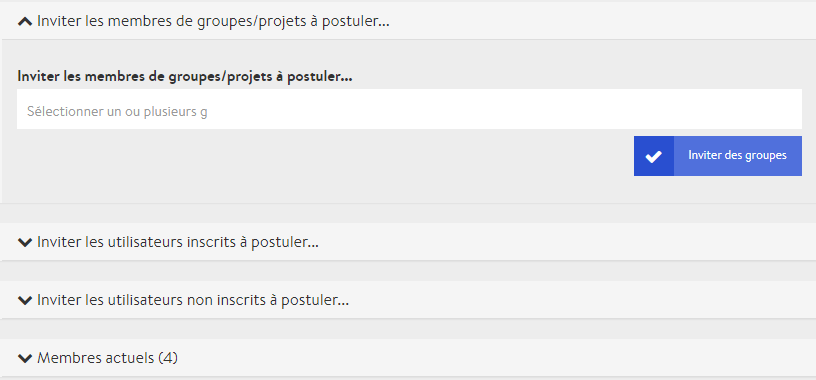 Inviter les membres de groupes/projets à postuler...
Inviter les membres de groupes/projets à postuler...
Sélectionner un ou plusieurs g
Inviter des groupes
Inviter les utilisateurs inscrits à postuler...
Inviter les utilisateurs non inscrits à postuler...
Membres actuels (4)